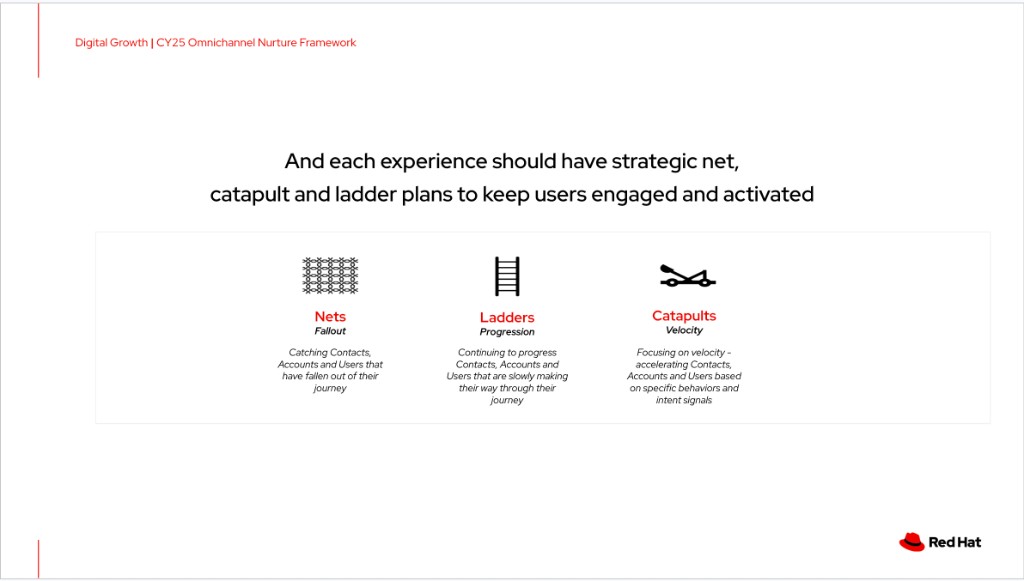 Digital Growth | CY25 Omnichannel Nurture Framework
And each experience should have strategic net,
catapult and ladder plans to keep users engaged and activated
Nets
Fallout
Catching Contacts,
Accounts and Users that
have fallen out of their
journey
Ladders
Progression
Continuing to progress
Contacts, Accounts and
Users that are slowly making
their way through their
journey
Catapults
Velocity
Focusing on velocity -
accelerating Contacts,
Accounts and Users based
on specific behaviors and
intent signals
Red Hat